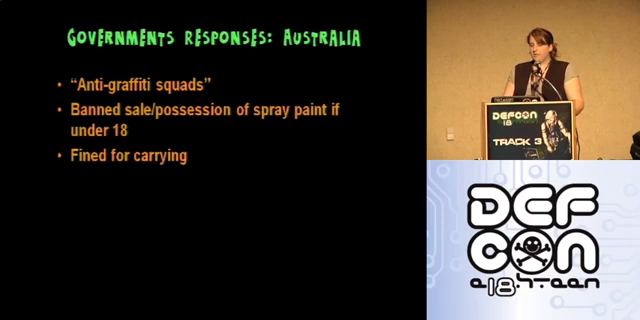 Governments Responses: Australia
• "Anti-graffiti squads"
• Banned sale/possession of spray paint if
under 18
• Fined for carrying
DEFCON
18
TRACK 3
DEF
CON
e18hteen